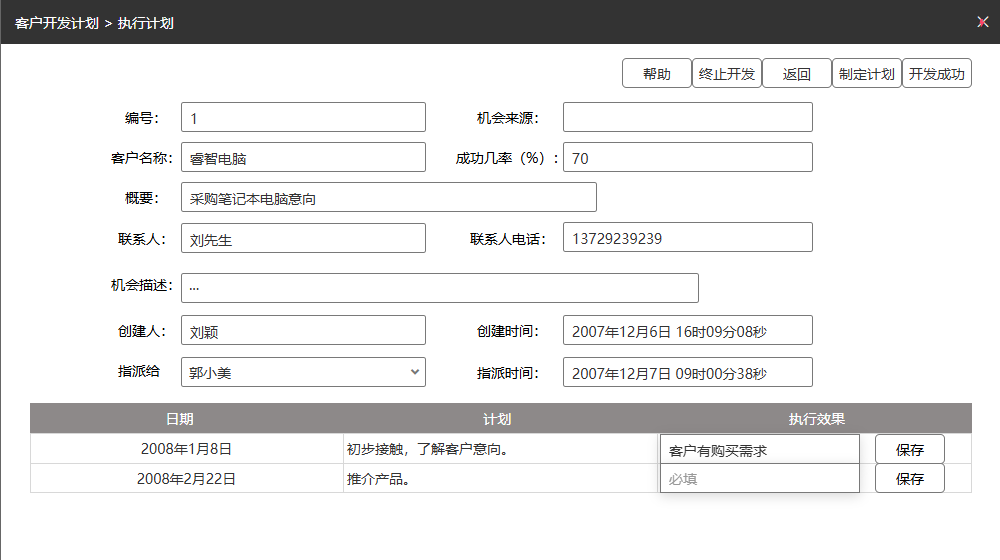 客户开发计划 > 执行计划
帮助 终止开发 返回 制定计划 开发成功
编号： 1 机会来源：
客户名称： 睿智电脑 成功几率（%）： 70
概要： 采购笔记本电脑意向
联系人： 刘先生 联系人电话： 13729239239
机会描述： ...
创建人： 刘颖 创建时间： 2007年12月6日 16时09分08秒
指派给 郭小美 指派时间： 2007年12月7日 09时00分38秒
日期 计划 执行效果
2008年1月8日 初步接触，了解客户意向。 客户有购买需求 保存
2008年2月22日 推介产品。 必填 保存